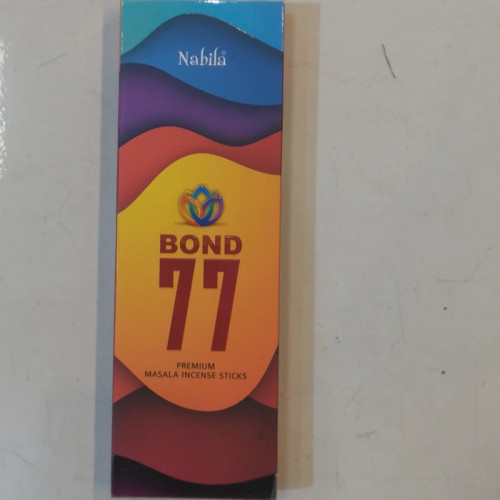 Nabila®
BOND
77
PREMIUM
MASALA INCENSE STICKS